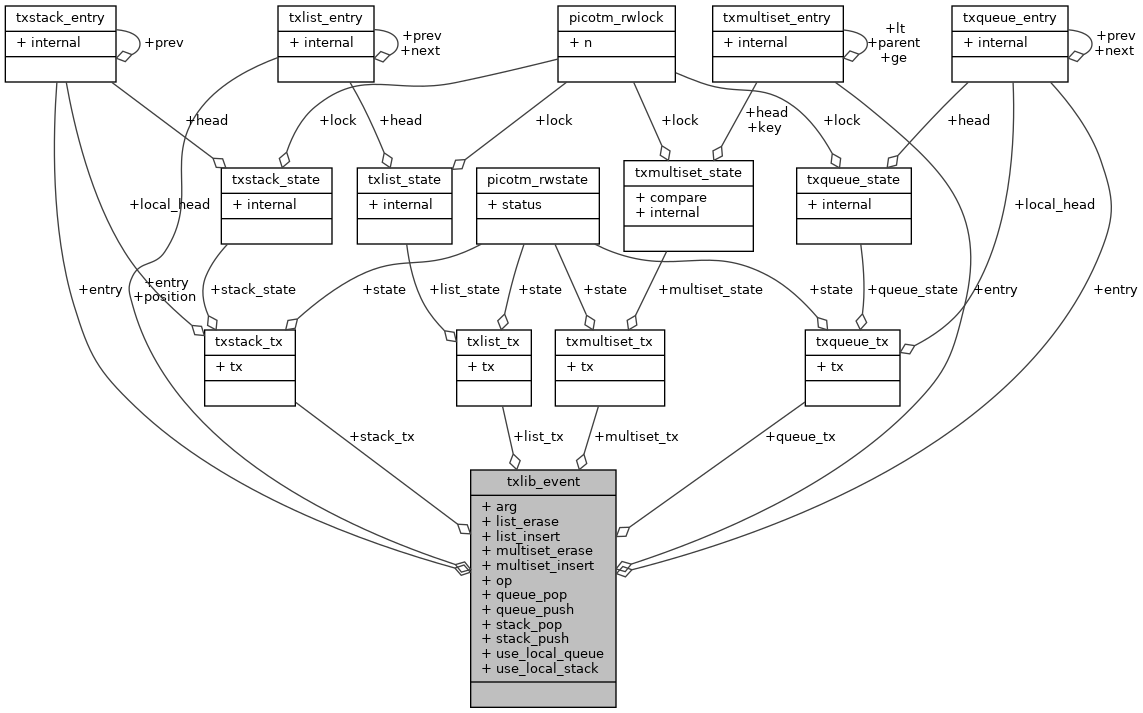 txstack_entry
+ internal
+prev
txlist_entry
+ internal
+prev
+next
picotm_rwlock
+ n
txmultiset_entry
+ internal
+lt
+parent
+ge
txqueue_entry
+ internal
+prev
+next
+head
+lock
+head
+lock
+lock
+head
+key
+lock
+head
txstack_state
+ internal
txlist_state
+ internal
picotm_rwstate
+ status
txmultiset_state
+ compare
+ internal
txqueue_state
+ internal
+local_head
+local_head
+entry
+entry
+position
+stack_state
+state
+list_state
+state
+state
+multiset_state
+state
+queue_state
+entry
+entry
txstack_tx
+ tx
txlist_tx
+ tx
txmultiset_tx
+ tx
txqueue_tx
+ tx
+stack_tx
+list_tx
+multiset_tx
+queue_tx
txlib_event
+ arg
+ list_erase
+ list_insert
+ multiset_erase
+ multiset_insert
+ op
+ queue_pop
+ queue_push
+ stack_pop
+ stack_push
+ use_local_queue
+ use_local_stack